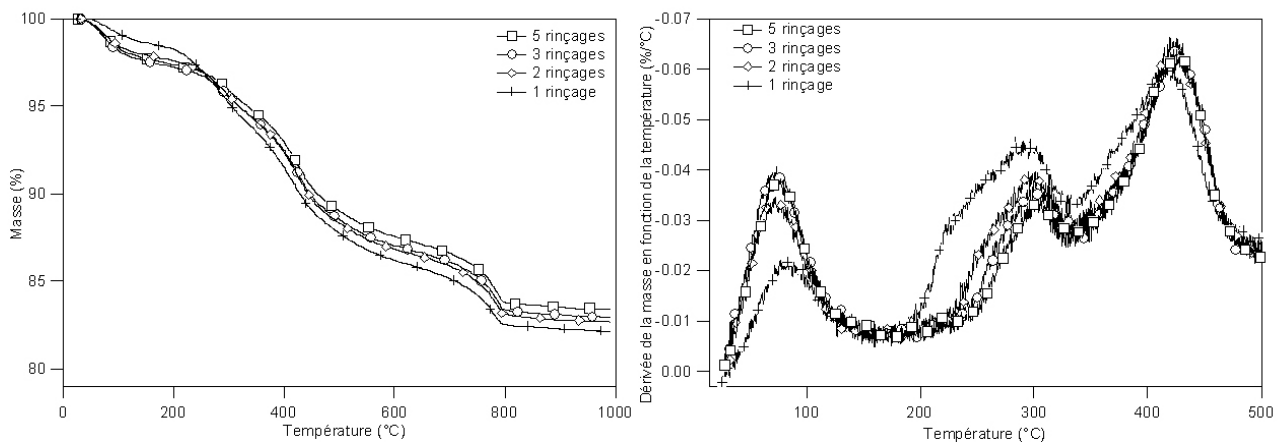 100
95
90
85
80
Masse (%)
0
200
400
600
800
1000
Température (°C)
5 rinçages
3 rinçages
2 rinçages
1 rinçage
-0.07
-0.06
-0.05
-0.04
-0.03
-0.02
-0.01
0.00
Dérivée de la masse en fonction de la température (%/°C)
100
200
300
400
500
Température (°C)
5 rinçages
3 rinçages
2 rinçages
1 rinçage